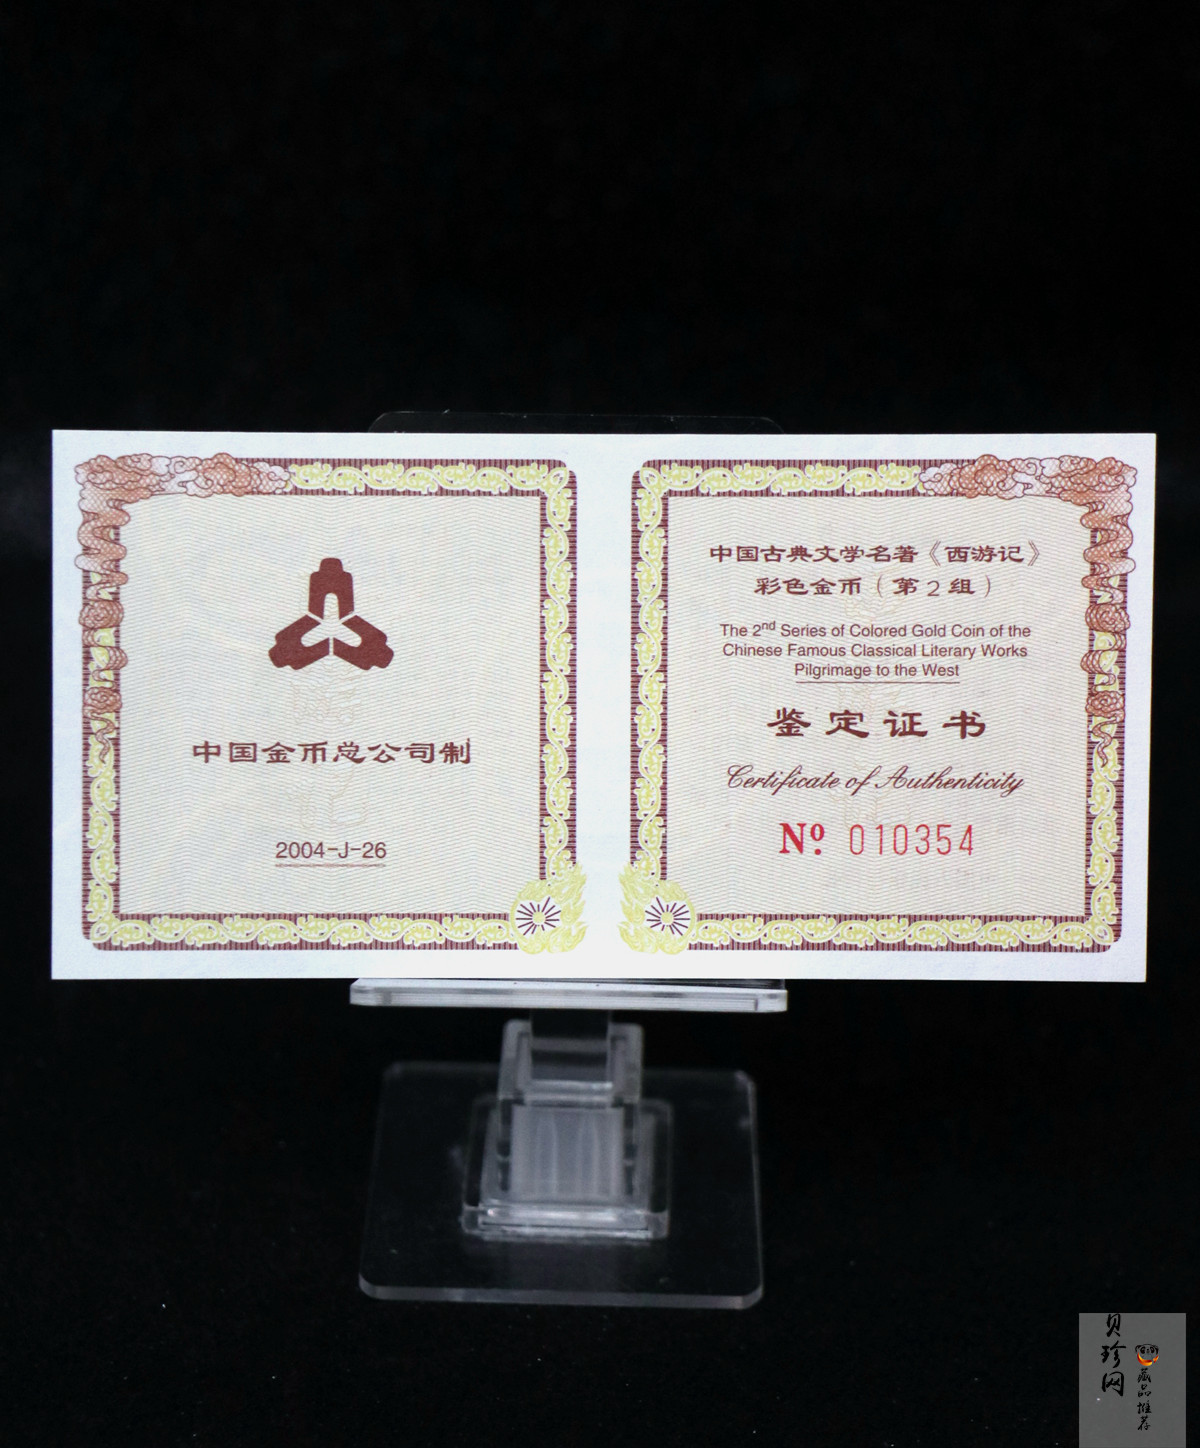 中国金币总公司制
2004-J-26
中国古典文学名著《西游记》
彩色金币（第2组）
The 2nd Series of Colored Gold Coin of the
Chinese Famous Classical Literary Works
Pilgrimage to the West
鉴定证书
Certificate of Authenticity
Nº 010354
贝珍网
藏品推荐